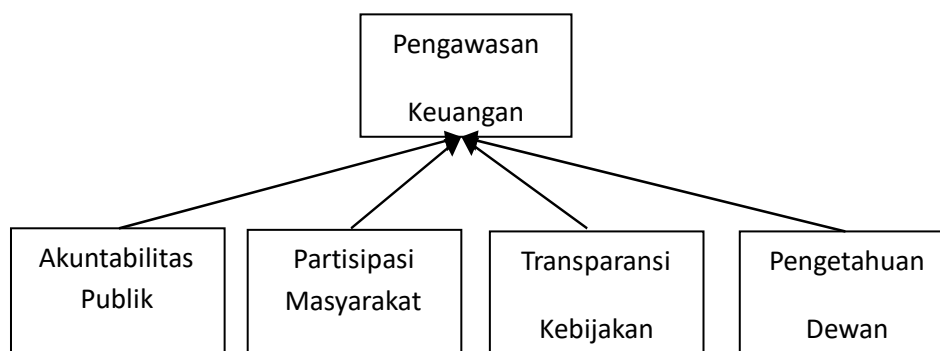 Pengawasan
Keuangan
Akuntabilitas
Publik
Partisipasi
Masyarakat
Transparansi
Kebijakan
Pengetahuan
Dewan